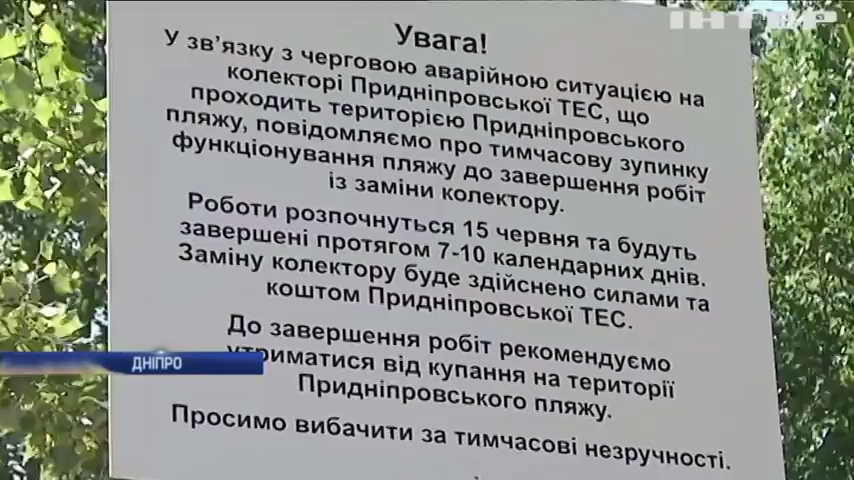 ІНТЕР
Увага!
У зв’язку з черговою аварійною ситуацією на
колекторі Придніпровської ТЕС, що
проходить територією Придніпровського
пляжу, повідомляємо про тимчасову зупинку
функціонування пляжу до завершення робіт
із заміни колектору.
Роботи розпочнуться 15 червня та будуть
завершені протягом 7-10 календарних днів.
Заміну колектору буде здійснено силами та
коштом Придніпровської ТЕС.
До завершення робіт рекомендуємо
утриматися від купання на території
Придніпровського пляжу.
Просимо вибачити за тимчасові незручності.
ДНІПРО